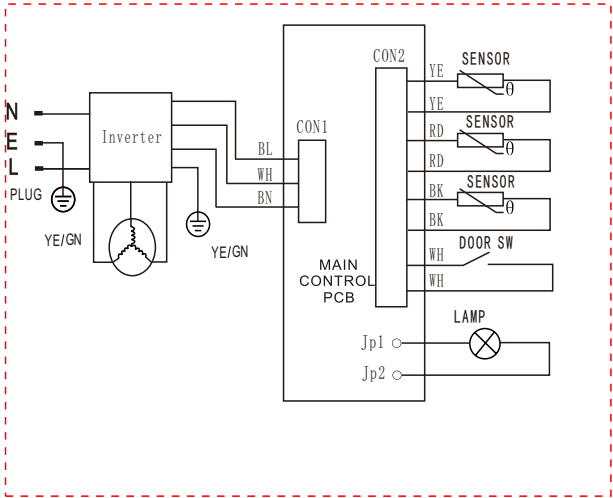 N
E
L
PLUG
YE/GN
Inverter
YE/GN
BL
WH
BN
CON1
MAIN
CONTROL
PCB
CON2
YE
YE
RD
RD
BK
BK
WH
WH
SENSOR
θ
SENSOR
θ
SENSOR
θ
DOOR SW
LAMP
Jp1
Jp2